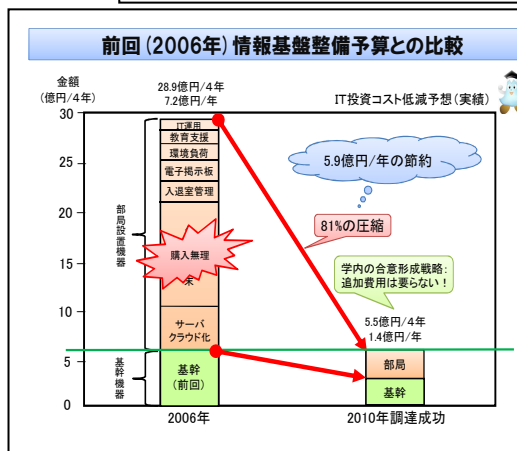 前回(2006年)情報基盤整備予算との比較
金額
(億円/4年)
28.9億円/4年
7.2億円/年
IT投資コスト低減予想(実績)
30
25
20
15
10
5
0
部局設置機器
基幹機器
IT運用
教育支援
環境負荷
電子掲示板
入退室管理
購入無理
末
サーバ
クラウド化
基幹
(前回)
5.9億円/年の節約
81%の圧縮
学内の合意形成戦略:
追加費用は要らない!
5.5億円/4年
1.4億円/年
部局
基幹
2006年
2010年調達成功